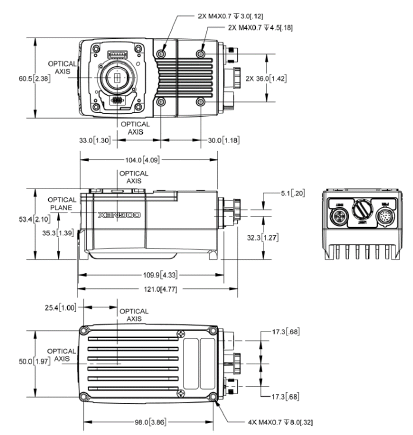 2X M4X0.7 ↧3.0[.12]
2X M4X0.7 ↧4.5[.18]
OPTICAL
AXIS
60.5[2.38]
2X 36.0[1.42]
OPTICAL
AXIS
33.0[1.30]
30.0[1.18]
104.0[4.09]
OPTICAL
AXIS
OPTICAL
PLANE
53.4[2.10]
35.3[1.39]
5.1[.20]
32.3[1.27]
109.9[4.33]
121.0[4.77]
25.4[1.00]
OPTICAL
AXIS
17.3[.68]
50.0[1.97]
OPTICAL
AXIS
17.3[.68]
98.0[3.86]
4X M4X0.7 ↧8.0[.32]